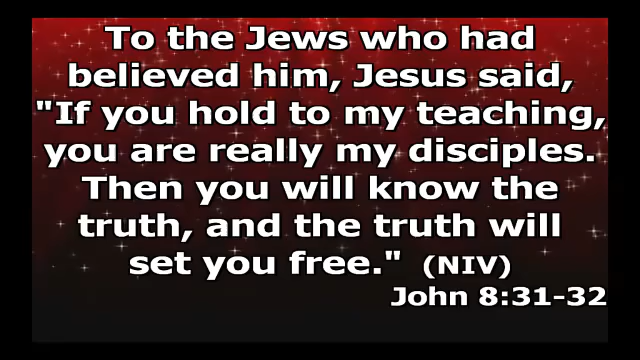 To the Jews who had
believed him, Jesus said,
"If you hold to my teaching,
you are really my disciples.
Then you will know the
truth, and the truth will
set you free." (NIV)
John 8:31-32